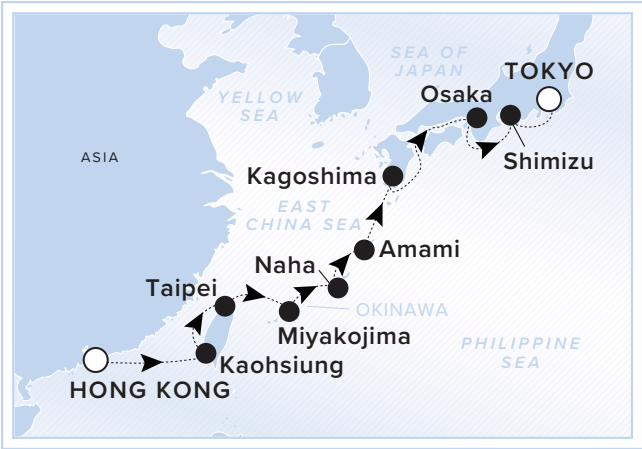 SEA OF
JAPAN
TOKYO
Osaka
YELLOW
SEA
Shimizu
ASIA
Kagoshima
EAST
CHINA SEA
Amami
Naha
Taipei
OKINAWA
Miyakojima
PHILIPPINE
SEA
Kaohsiung
HONG KONG